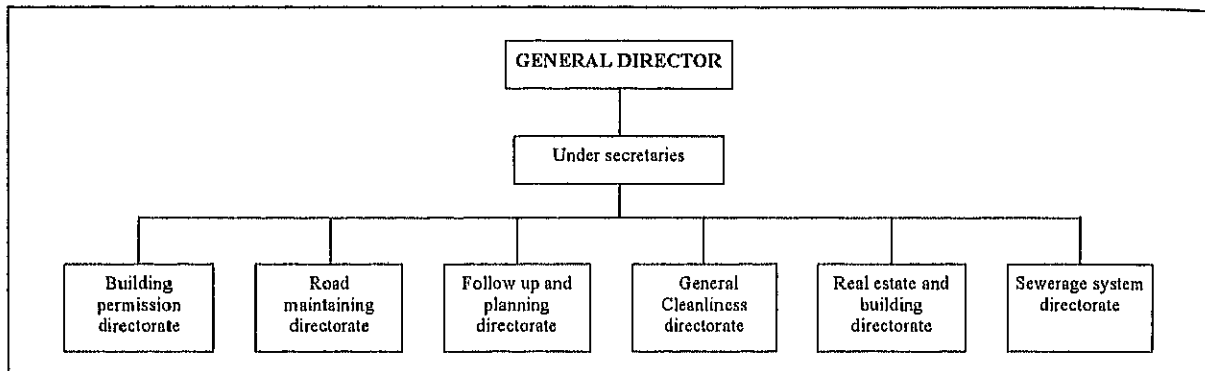 GENERAL DIRECTOR
Under secretaries
Building
permission
directorate
Road
maintaining
directorate
Follow up and
planning
directorate
General
Cleanliness
directorate
Real estate and
building
directorate
Sewerage system
directorate